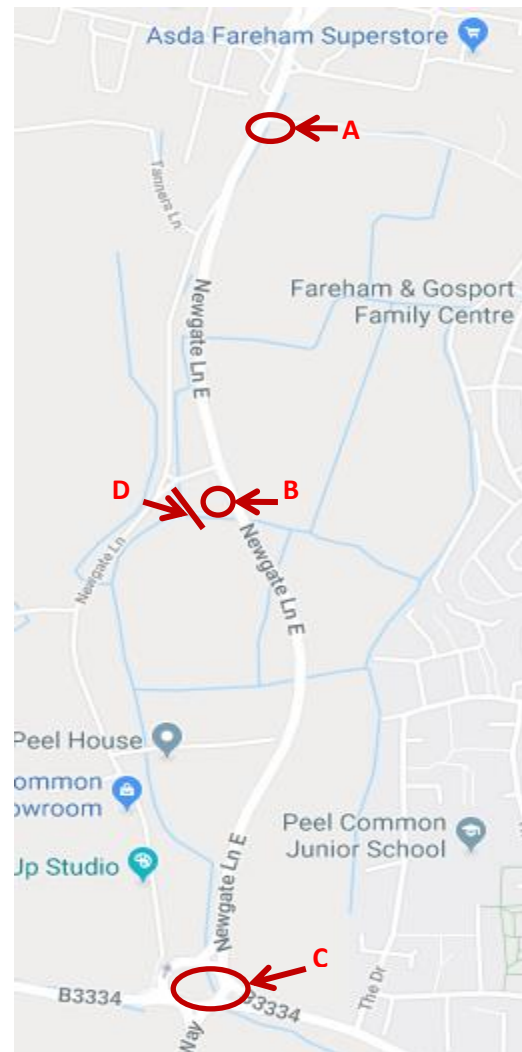 Asda Fareham Superstore
A
Tanners Ln
Fareham & Gosport
Family Centre
Newgate Ln E
D
B
Newgate Ln
Newgate Ln E
Peel House
ommon
owroom
Peel Common
Junior School
Up Studio
Newgate Ln E
C
B3334
B3334
The Dr
Way